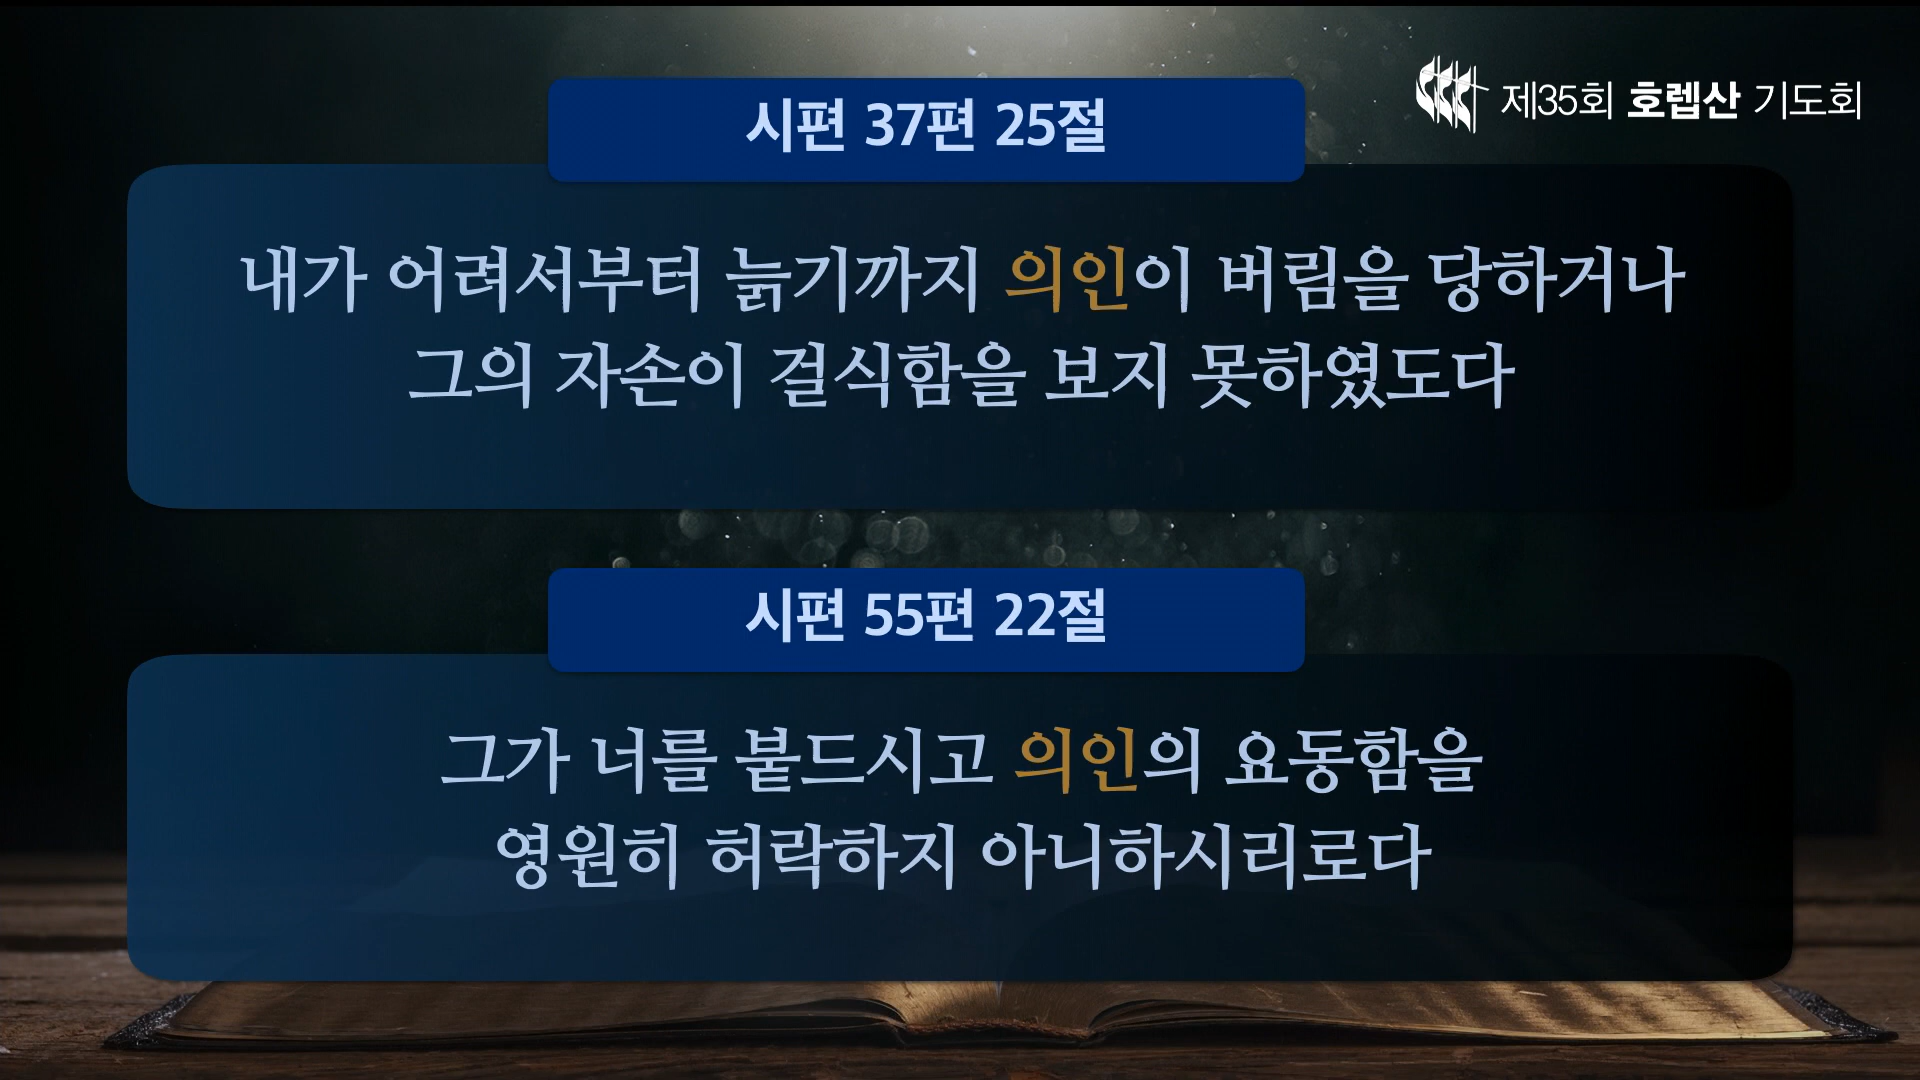 제35회 호렙산 기도회
시편 37편 25절
내가 어려서부터 늙기까지 의인이 버림을 당하거나
그의 자손이 걸식함을 보지 못하였도다
시편 55편 22절
그가 너를 붙드시고 의인의 요동함을
영원히 허락하지 아니하시리로다